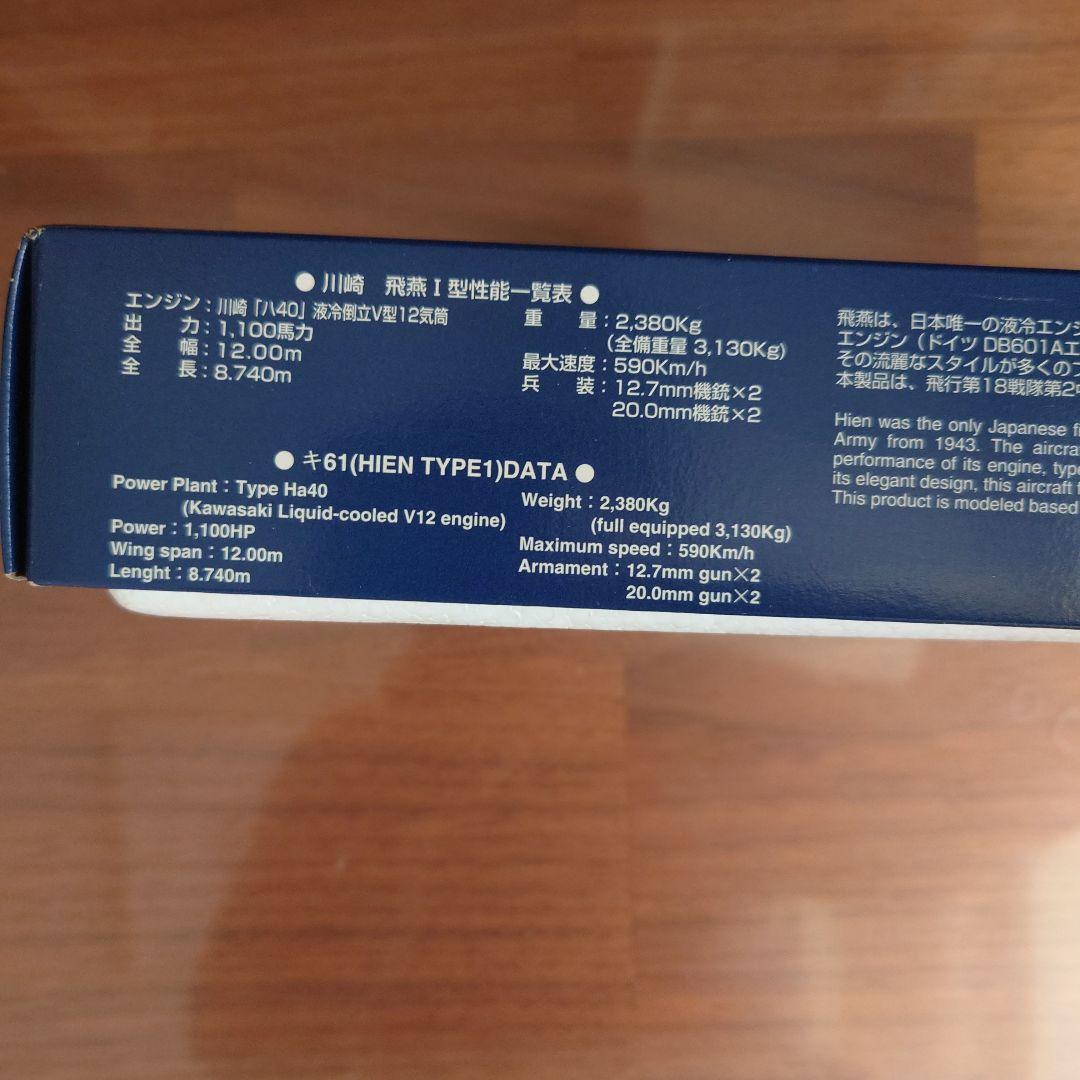 ● 川崎 飛燕Ⅰ型性能一覧表 ●
エンジン：川崎「ハ40」液冷倒立V型12気筒
出力：1,100馬力
全幅：12.00m
全長：8.740m
重量：2,380Kg
（全備重量 3,130Kg）
最大速度：590Km/h
兵装：12.7mm機銃×2
20.0mm機銃×2
● キ61(HIEN TYPE1)DATA ●
Power Plant：Type Ha40
(Kawasaki Liquid-cooled V12 engine)
Power：1,100HP
Wing span：12.00m
Lenght：8.740m
Weight：2,380Kg
(full equipped 3,130Kg)
Maximum speed：590Km/h
Armament：12.7mm gun×2
20.0mm gun×2
飛燕は、日本唯一の液冷エンジ
エンジン（ドイツ DB601Aエ
その流麗なスタイルが多くの
本製品は、飛行第18戦隊第2
Hien was the only Japanese
Army from 1943. The
performance of its engine,
its elegant design, this aircraft
This product is modeled based